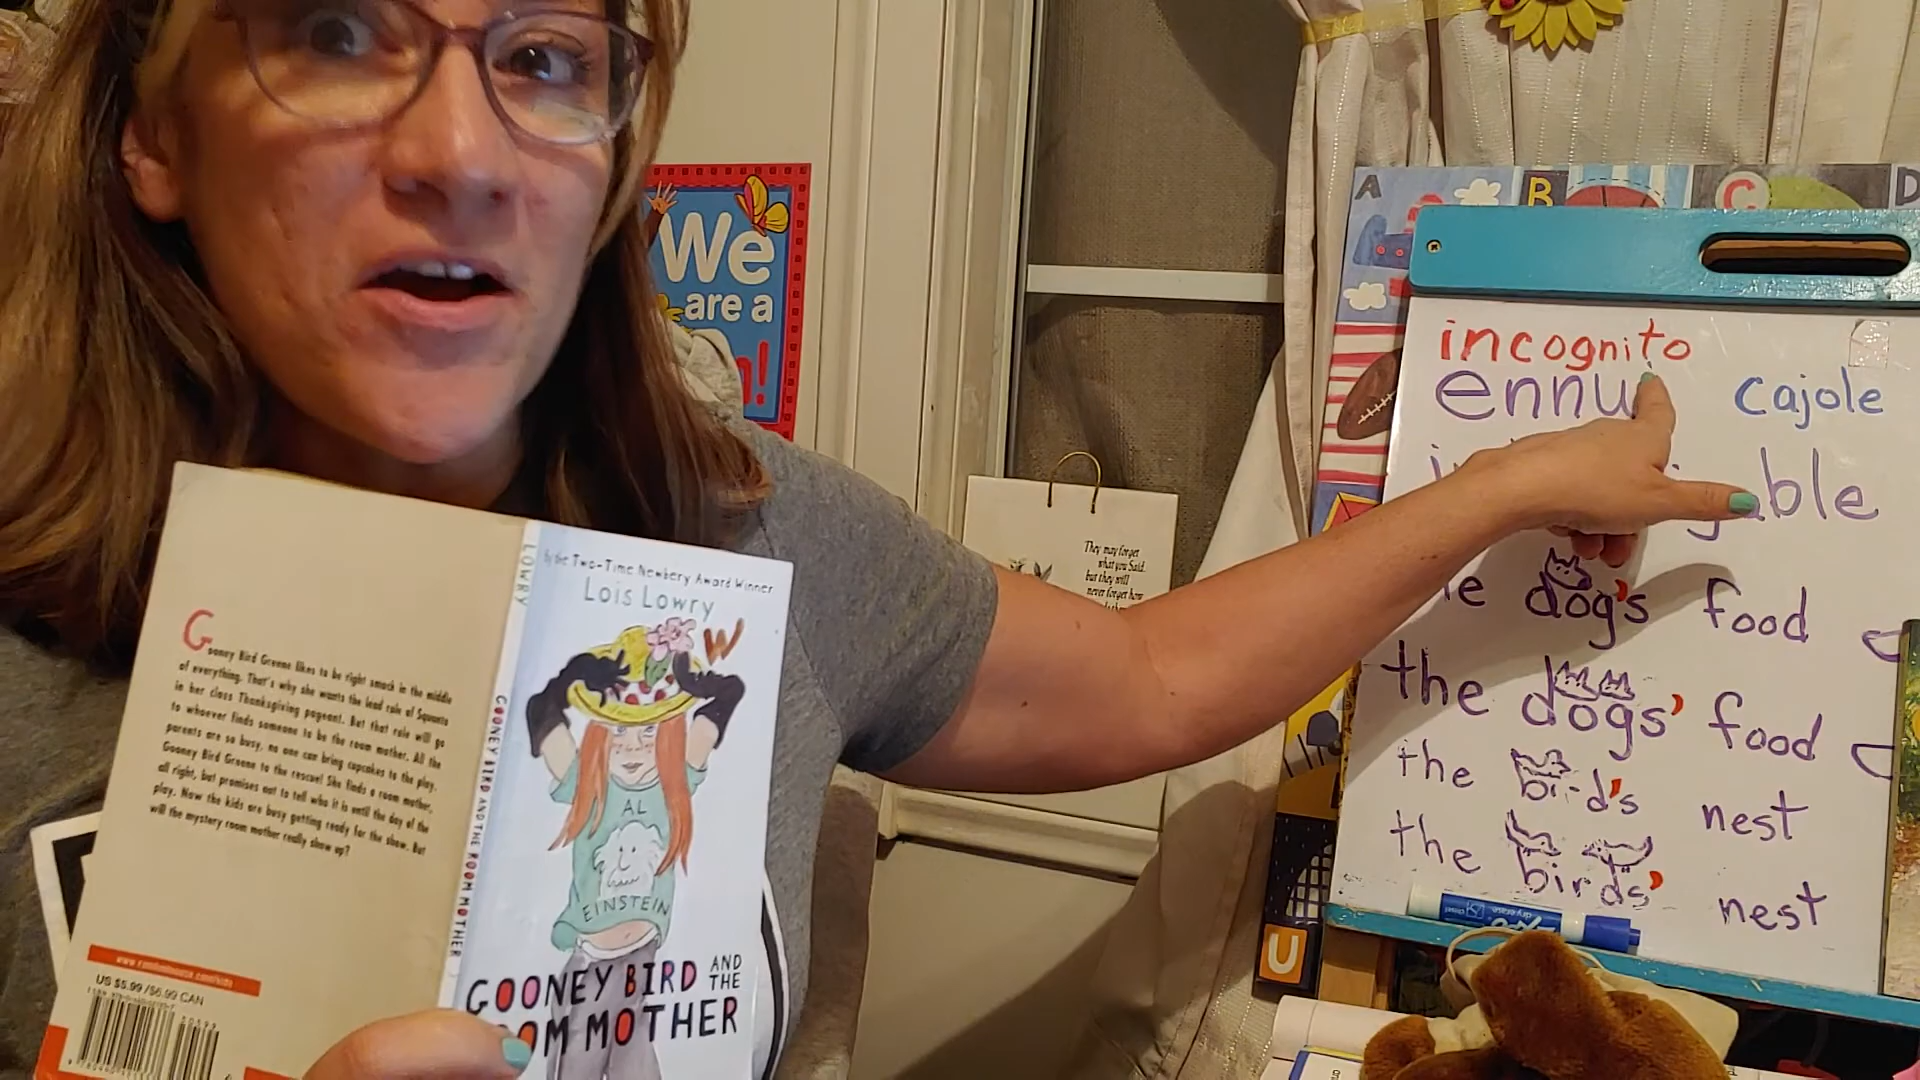 We
are a
!
A B C D
incognito
ennu
cajole
able
dog's food
the dogs' food
the bird's nest
the birds' nest
They may forget
what you Said.
but they will
never forget how
U
Gooney Bird Greene likes to be right smack in the middle
of everything. That's why she wants the lead role of Squanto
in her class Thanksgiving pageant. But that role will go
to whoever finds someone to be the room mother. All the
parents are so busy, no one can bring cupcakes to the play.
Gooney Bird Greene to the rescue! She finds a room mother,
all right, but promises not to tell who it is until the day of the
play. Now the kids are busy getting ready for the show. But
will the mystery room mother really show up?
www.randomhouse.com/kids
US $5.99/$6.99 CAN
LOWRY
GOONEY BIRD AND THE ROOM MOTHER
by the Two-Time Newbery Award Winner
Lois Lowry
W
AL
EINSTEIN
GOONEY BIRD AND THE
OM MOTHER
dry erase